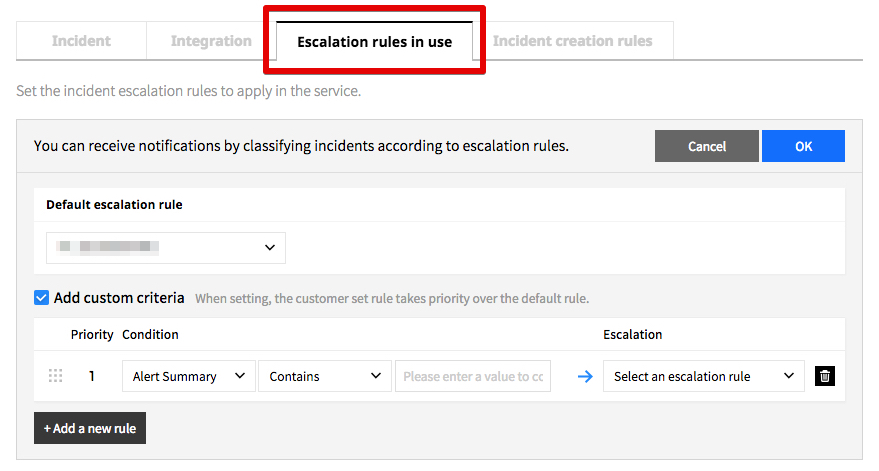 Incident Integration Escalation rules in use Incident creation rules
Set the incident escalation rules to apply in the service.
You can receive notifications by classifying incidents according to escalation rules. Cancel OK
Default escalation rule
Add custom criteria When setting, the customer set rule takes priority over the default rule.
Priority Condition Escalation
1 Alert Summary Contains Please enter a value to cc Select an escalation rule
+ Add a new rule